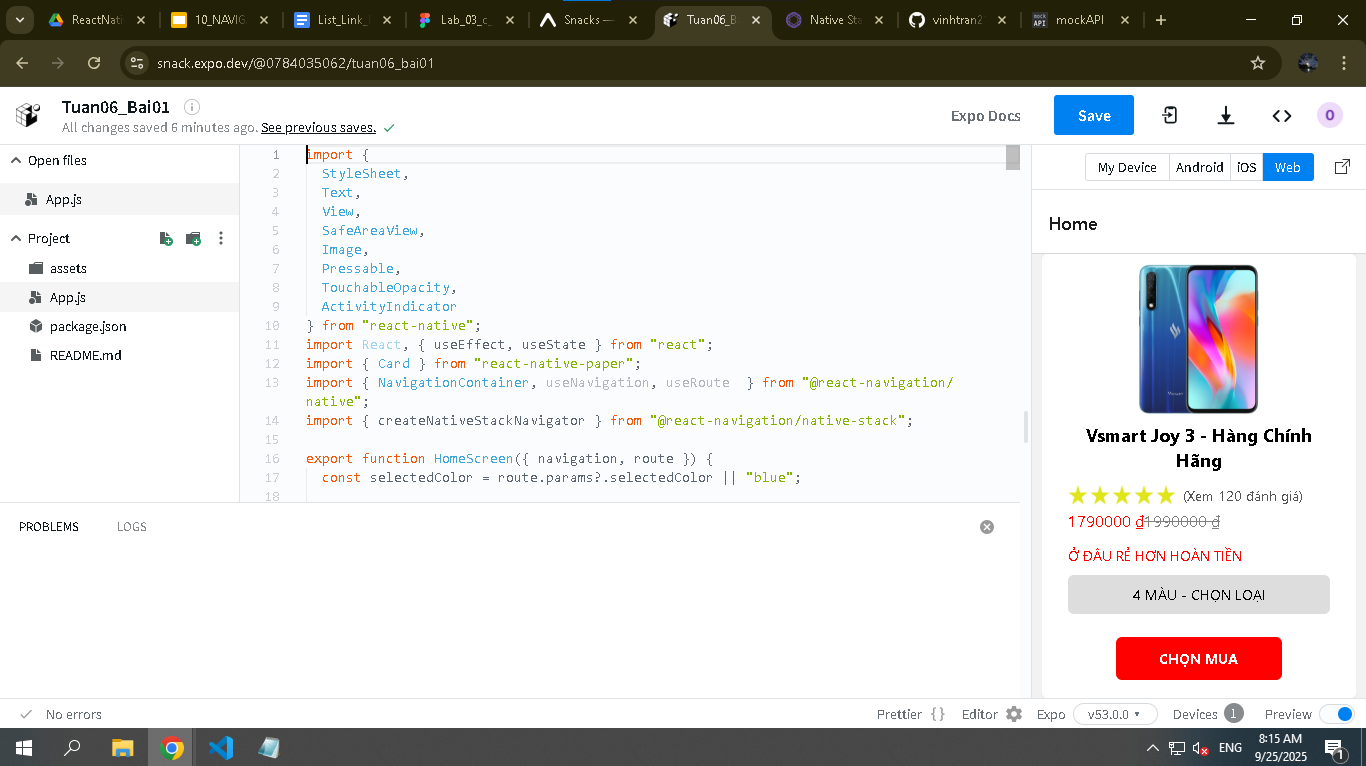 ReactNati
10_NAVIG
List_Link_
Lab_03_c_
Snacks —
Tuan06_B
Native Sta
vinhtran2
mock API mockAPI
snack.expo.dev/@0784035062/tuan06_bai01
Tuan06_Bai01
All changes saved 6 minutes ago. See previous saves.
Expo Docs
Save
O
Open files
App.js
Project
assets
App.js
package.json
README.md
1 import {
2 StyleSheet,
3 Text,
4 View,
5 SafeAreaView,
6 Image,
7 Pressable,
8 TouchableOpacity,
9 ActivityIndicator
10 } from "react-native";
11 import React, { useEffect, useState } from "react";
12 import { Card } from "react-native-paper";
13 import { NavigationContainer, useNavigation, useRoute  } from "@react-navigation/
native";
14 import { createNativeStackNavigator } from "@react-navigation/native-stack";
15
16 export function HomeScreen({ navigation, route }) {
17 const selectedColor = route.params?.selectedColor || "blue";
18
My Device Android iOS Web
Home
Vsmart Joy 3 - Hàng Chính
Hãng
(Xem 120 đánh giá)
1790000 ₫1990000 ₫
Ở ĐÂU RẺ HƠN HOÀN TIỀN
4 MÀU - CHỌN LOẠI
CHỌN MUA
PROBLEMS LOGS
No errors
Prettier { } Editor Expo v53.0.0 Devices 1 Preview
ENG
8:15 AM
9/25/2025
1